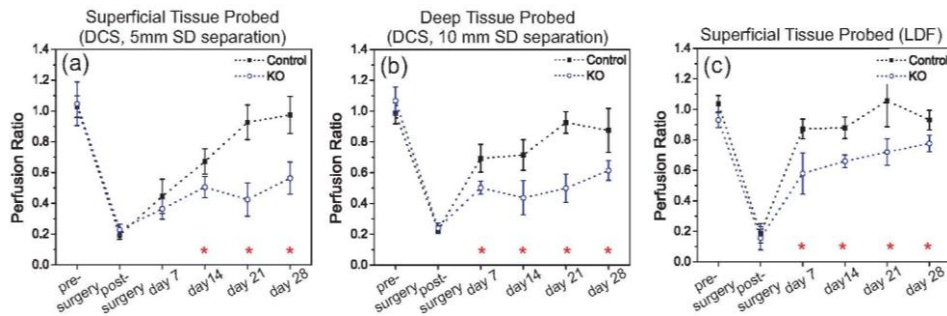 Superficial Tissue Probed
(DCS, 5mm SD separation)
(a)
Control
KO
Perfusion Ratio
1.4
1.2
1.0
0.8
0.6
0.4
0.2
0.0
* * *
pre-surgery
post-surgery
day 7
day14
day 21
day 28
Deep Tissue Probed
(DCS, 10 mm SD separation)
(b)
Control
KO
Perfusion Ratio
1.4
1.2
1.0
0.8
0.6
0.4
0.2
0.0
* * * *
pre-surgery
post-surgery
day 7
day 14
day 21
day 28
Superficial Tissue Probed (LDF)
(c)
Control
KO
Perfusion Ratio
1.4
1.2
1.0
0.8
0.6
0.4
0.2
0.0
* * * *
pre-surgery
post-surgery
day 7
day 14
day 21
day 28